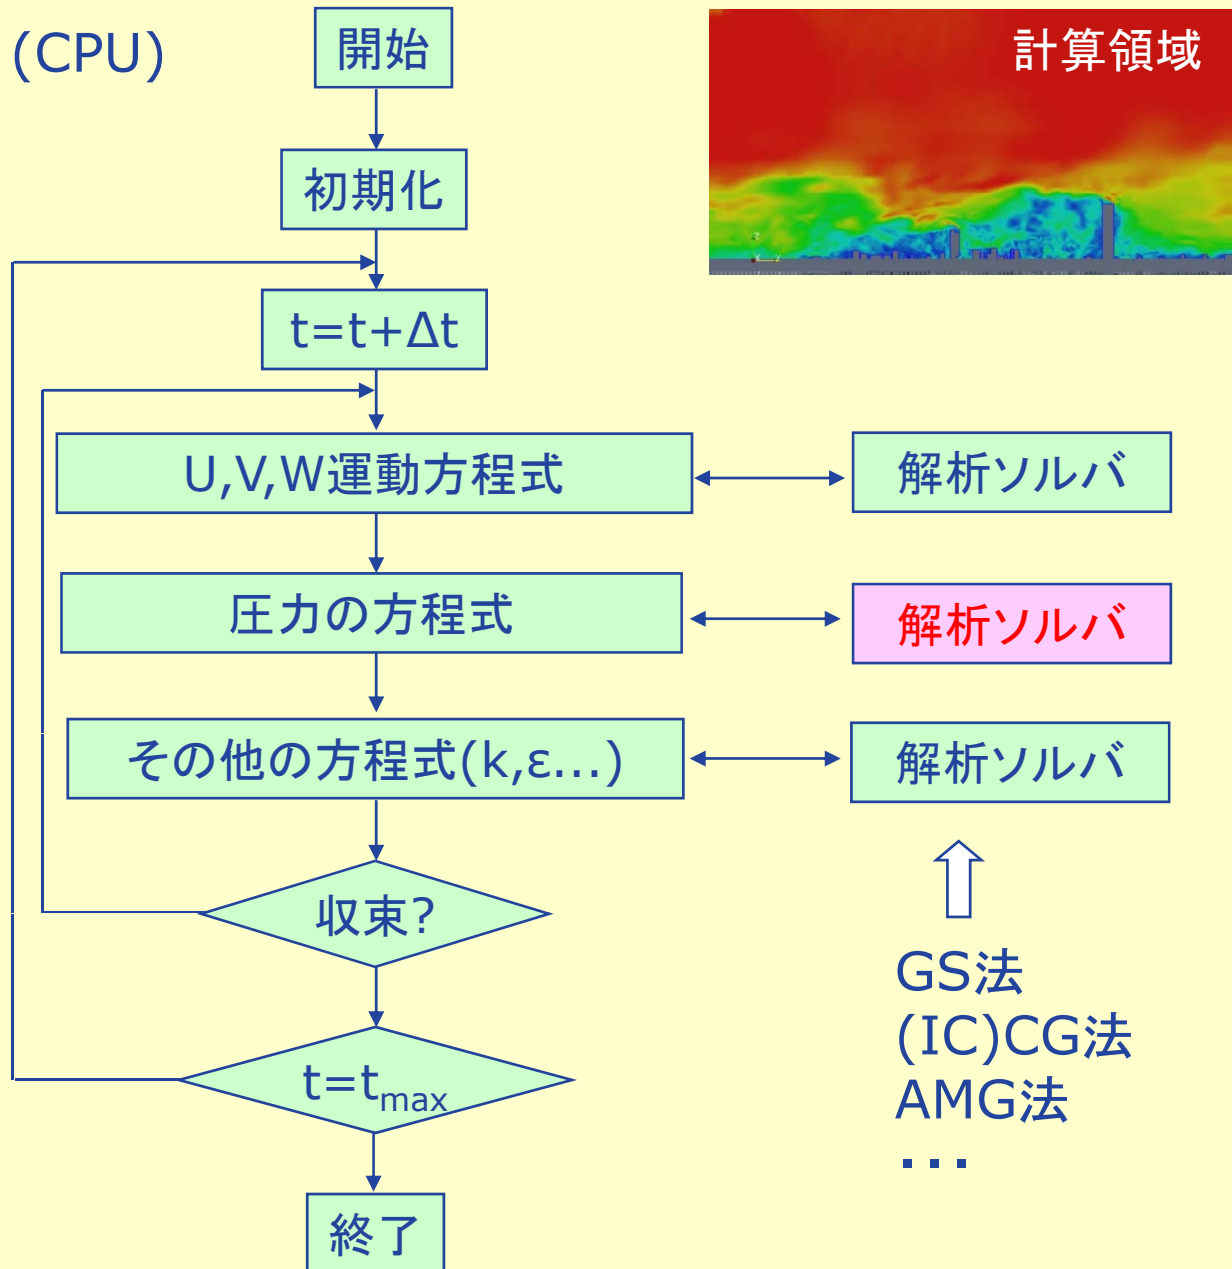 (CPU)
開始
計算領域
初期化
t=t+Δt
U,V,W運動方程式
解析ソルバ
圧力の方程式
解析ソルバ
その他の方程式(k,ε...)
解析ソルバ
収束?
t=tmax
終了
GS法
(IC)CG法
AMG法
...